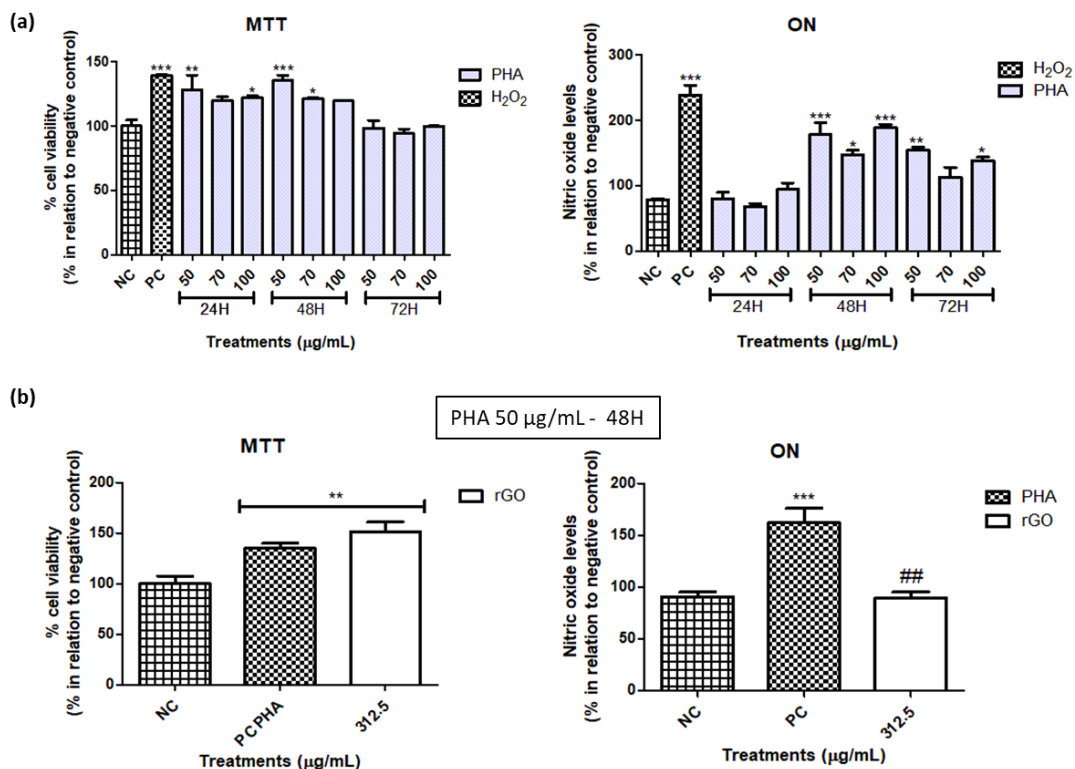 (a)
MTT
% cell viability
(% in relation to negative control)
150
100
50
0
***
**
*
***
*
PHA
H₂O₂
NC
PC
50
70
100
50
70
100
50
70
100
24H
48H
72H
Treatments (µg/mL)
ON
Nitric oxide levels
(% in relation to negative control)
300
200
100
0
***
***
*
***
**
*
H₂O₂
PHA
NC
PC
50
70
100
50
70
100
50
70
100
24H
48H
72H
Treatments (µg/mL)
(b)
PHA 50 µg/mL - 48H
MTT
% cell viability
(% in relation to negative control)
200
150
100
50
0
**
rGO
NC
PC PHA
312.5
Treatments (µg/mL)
ON
Nitric oxide levels
(% in relation to negative control)
200
150
100
50
0
***
##
PHA
rGO
NC
PC
312.5
Treatments (µg/mL)